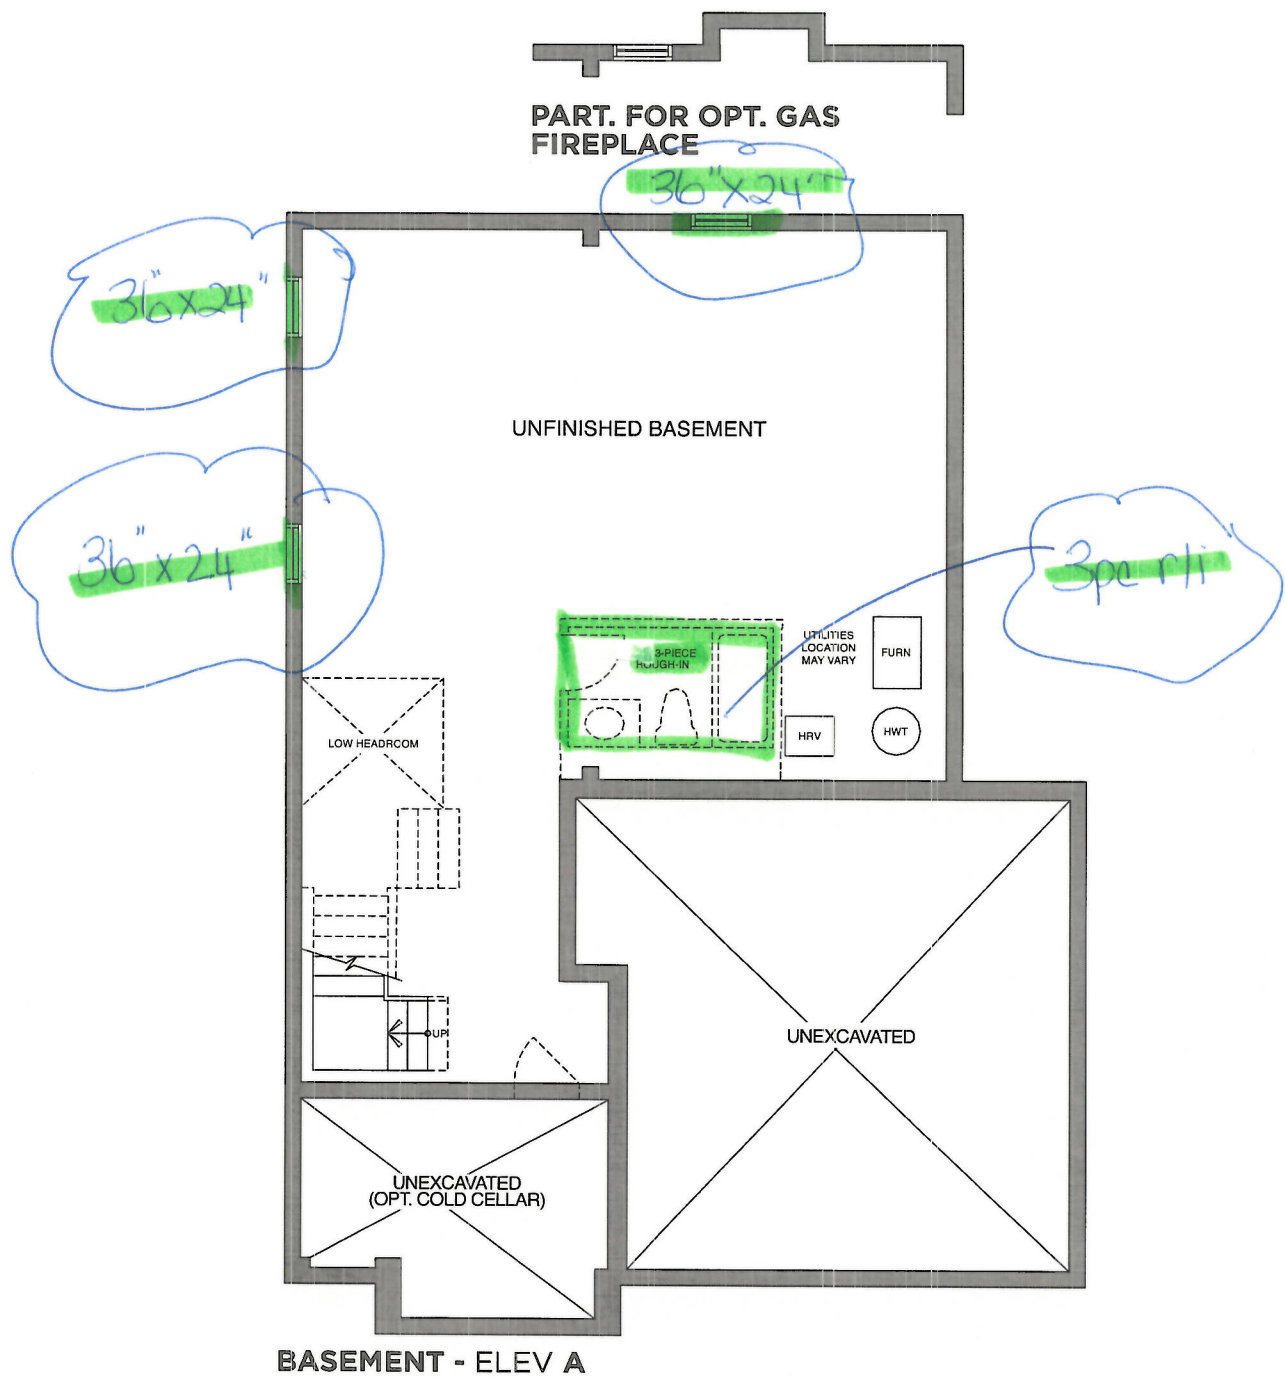 PART. FOR OPT. GAS
FIREPLACE
36"X24"
36"x24"
UNFINISHED BASEMENT
36"x24"
3pc r/i
3-PIECE
ROUGH-IN
UTILITIES
LOCATION
MAY VARY
FURN
HRV
HWT
LOW HEADROOM
UP
UNEXCAVATED
UNEXCAVATED
(OPT. COLD CELLAR)
BASEMENT - ELEV A